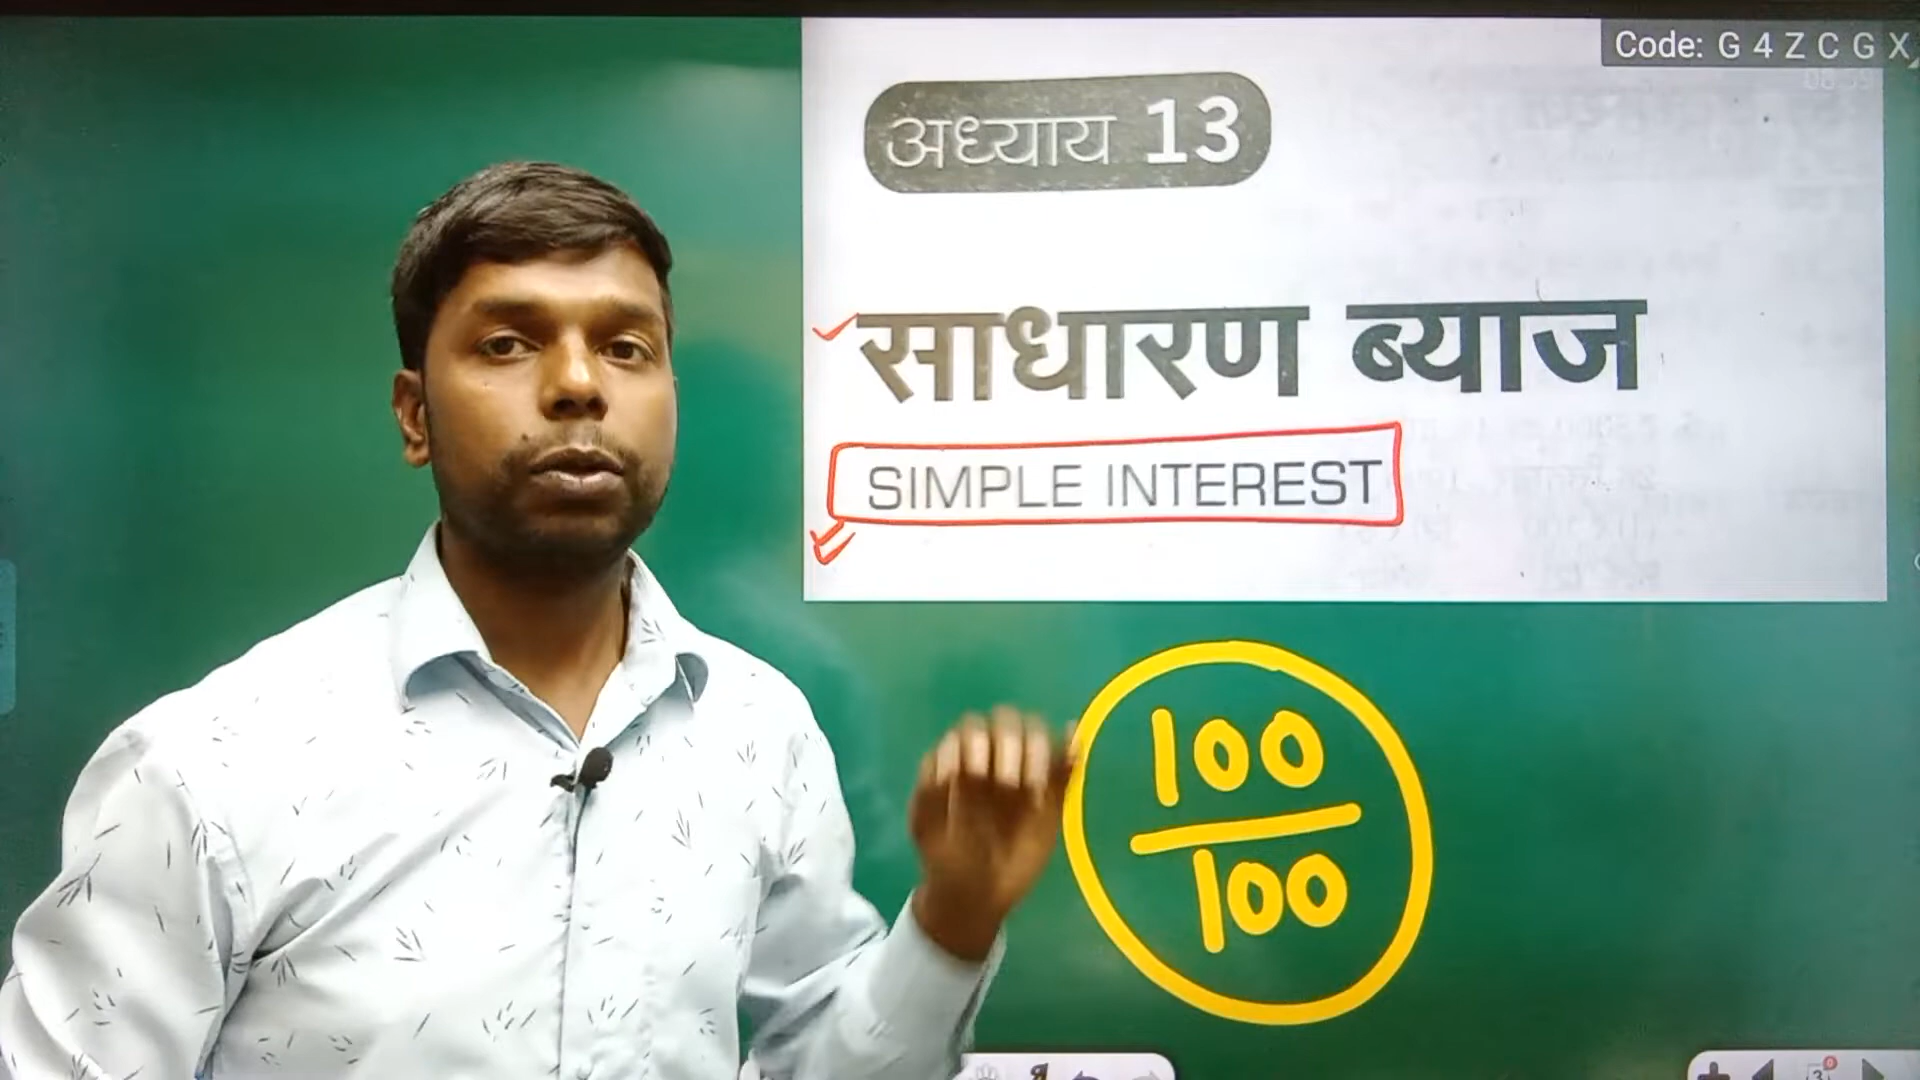 Code: G 4 Z C G X
अध्याय 13
साधारण ब्याज
SIMPLE INTEREST
100
100